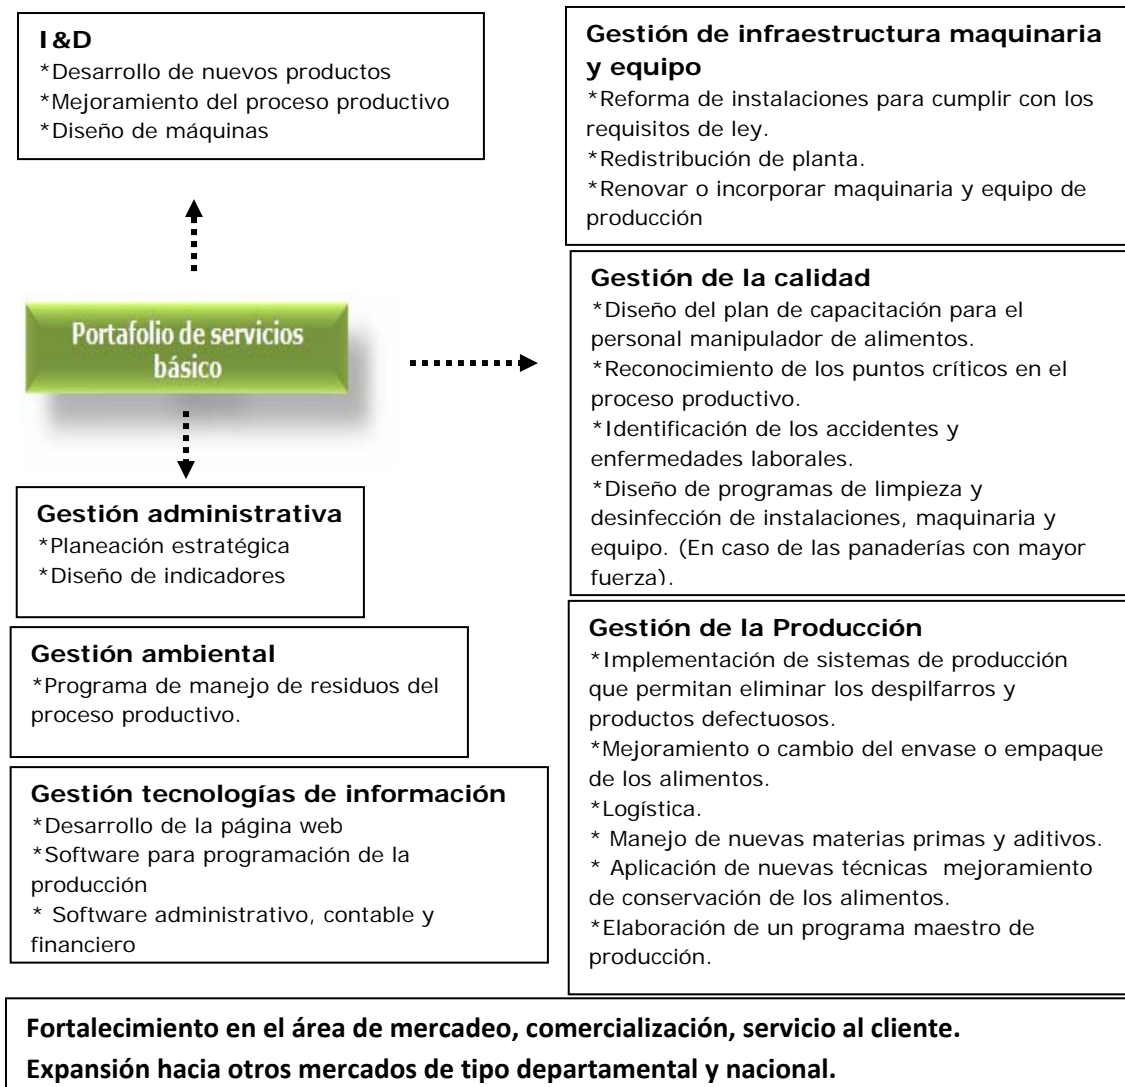 I&D
*Desarrollo de nuevos productos
*Mejoramiento del proceso productivo
*Diseño de máquinas
Gestión de infraestructura maquinaria
y equipo
*Reforma de instalaciones para cumplir con los
requisitos de ley.
*Redistribución de planta.
*Renovar o incorporar maquinaria y equipo de
producción
Portafolio de servicios
básico
Gestión de la calidad
*Diseño del plan de capacitación para el
personal manipulador de alimentos.
*Reconocimiento de los puntos críticos en el
proceso productivo.
*Identificación de los accidentes y
enfermedades laborales.
*Diseño de programas de limpieza y
desinfección de instalaciones, maquinaria y
equipo. (En caso de las panaderías con mayor
fuerza).
Gestión administrativa
*Planeación estratégica
*Diseño de indicadores
Gestión ambiental
*Programa de manejo de residuos del
proceso productivo.
Gestión tecnologías de información
*Desarrollo de la página web
*Software para programación de la
producción
* Software administrativo, contable y
financiero
Gestión de la Producción
*Implementación de sistemas de producción
que permitan eliminar los despilfarros y
productos defectuosos.
*Mejoramiento o cambio del envase o empaque
de los alimentos.
*Logística.
* Manejo de nuevas materias primas y aditivos.
* Aplicación de nuevas técnicas  mejoramiento
de conservación de los alimentos.
*Elaboración de un programa maestro de
producción.
Fortalecimiento en el área de mercadeo, comercialización, servicio al cliente.
Expansión hacia otros mercados de tipo departamental y nacional.